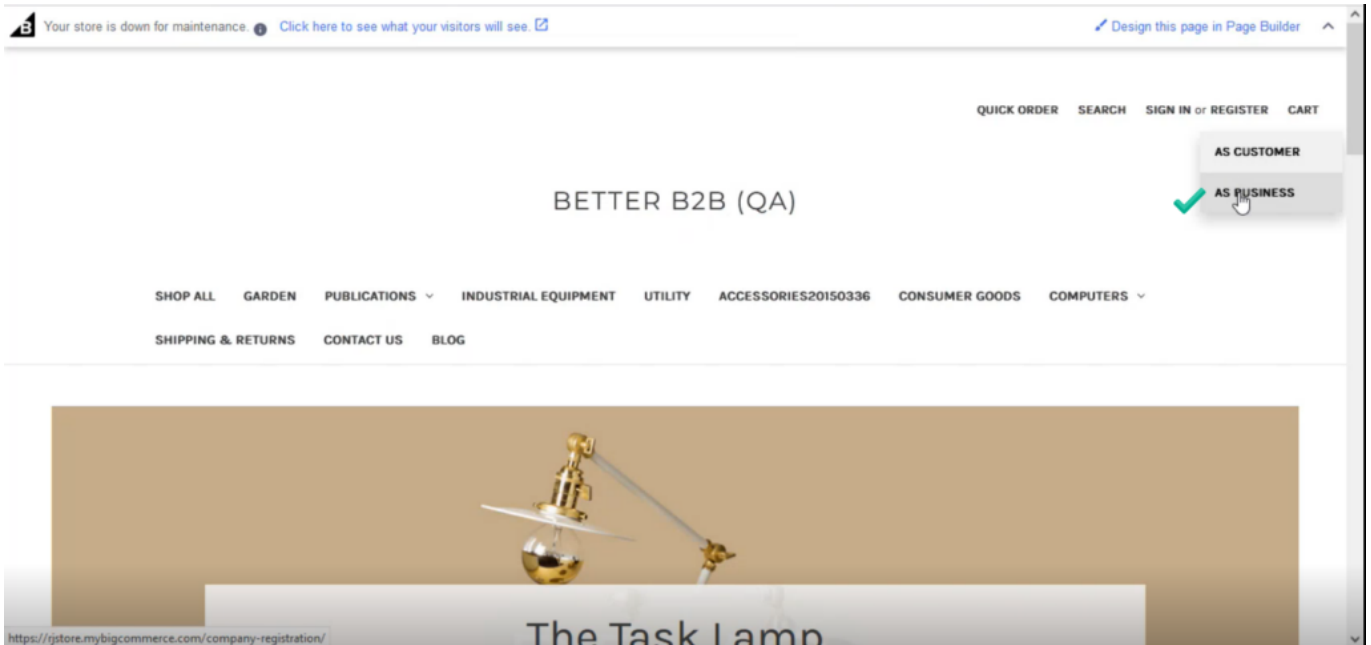 Your store is down for maintenance. Click here to see what your visitors will see. Design this page in Page Builder
QUICK ORDER SEARCH SIGN IN or REGISTER CART
AS CUSTOMER
AS BUSINESS
BETTER B2B (QA)
SHOP ALL GARDEN PUBLICATIONS INDUSTRIAL EQUIPMENT UTILITY ACCESSORIES20150336 CONSUMER GOODS COMPUTERS
SHIPPING & RETURNS CONTACT US BLOG
The Task Lamp
https://rjstore.mybigcommerce.com/company-registration/